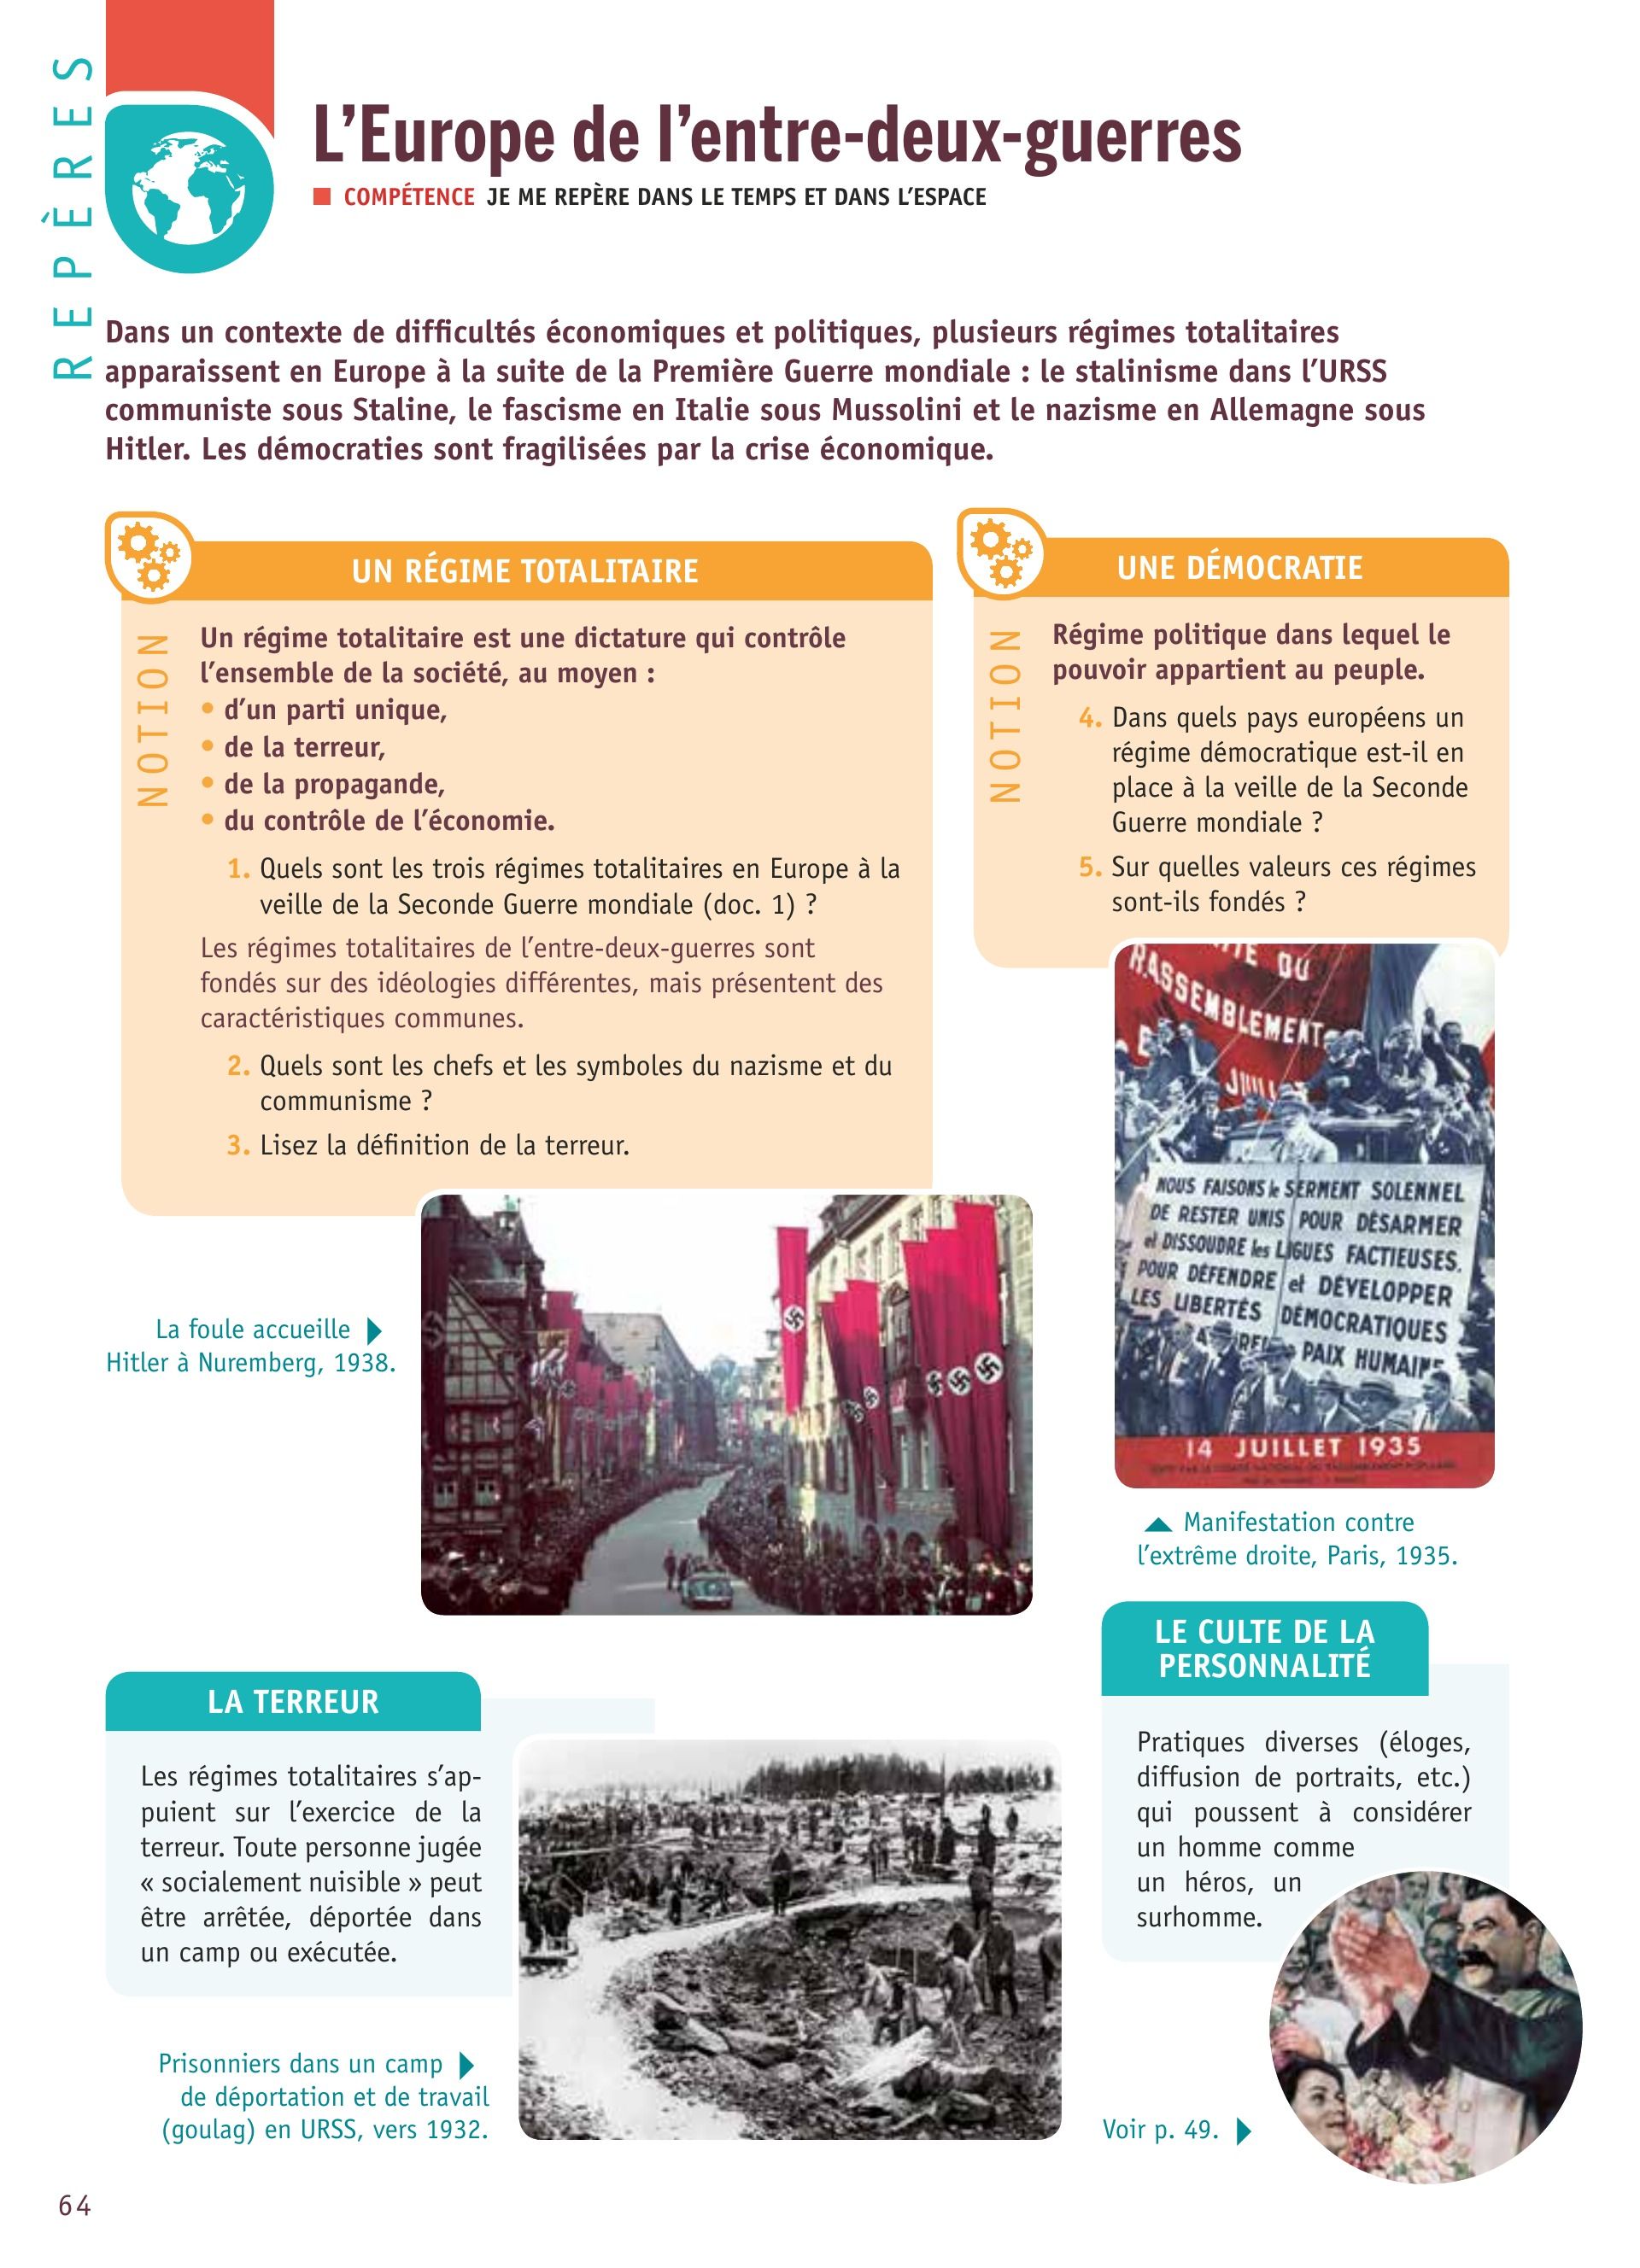 REPÈRES
L’Europe de l’entre-deux-guerres
COMPÉTENCE JE ME REPÈRE DANS LE TEMPS ET DANS L’ESPACE
Dans un contexte de difficultés économiques et politiques, plusieurs régimes totalitaires
apparaissent en Europe à la suite de la Première Guerre mondiale : le stalinisme dans l’URSS
communiste sous Staline, le fascisme en Italie sous Mussolini et le nazisme en Allemagne sous
Hitler. Les démocraties sont fragilisées par la crise économique.
UN RÉGIME TOTALITAIRE
NOTION
Un régime totalitaire est une dictature qui contrôle
l’ensemble de la société, au moyen :
• d’un parti unique,
• de la terreur,
• de la propagande,
• du contrôle de l’économie.
1. Quels sont les trois régimes totalitaires en Europe à la
veille de la Seconde Guerre mondiale (doc. 1) ?
Les régimes totalitaires de l’entre-deux-guerres sont
fondés sur des idéologies différentes, mais présentent des
caractéristiques communes.
2. Quels sont les chefs et les symboles du nazisme et du
communisme ?
3. Lisez la définition de la terreur.
La foule accueille
Hitler à Nuremberg, 1938.
UNE DÉMOCRATIE
NOTION
Régime politique dans lequel le
pouvoir appartient au peuple.
4. Dans quels pays européens un
régime démocratique est-il en
place à la veille de la Seconde
Guerre mondiale ?
5. Sur quelles valeurs ces régimes
sont-ils fondés ?
DU
RASSEMBLEMENT
NOUS FAISONS le SERMENT SOLENNEL
DE RESTER UNIS POUR DÉSARMER
et DISSOUDRE les LIGUES FACTIEUSES.
POUR DÉFENDRE et DÉVELOPPER
LES LIBERTÉS DÉMOCRATIQUES
PAIX HUMAINE
14 JUILLET 1935
Manifestation contre
l’extrême droite, Paris, 1935.
LA TERREUR
Les régimes totalitaires s’ap-
puient sur l’exercice de la
terreur. Toute personne jugée
« socialement nuisible » peut
être arrêtée, déportée dans
un camp ou exécutée.
Prisonniers dans un camp
de déportation et de travail
(goulag) en URSS, vers 1932.
LE CULTE DE LA
PERSONNALITÉ
Pratiques diverses (éloges,
diffusion de portraits, etc.)
qui poussent à considérer
un homme comme
un héros, un
surhomme.
Voir p. 49.
64